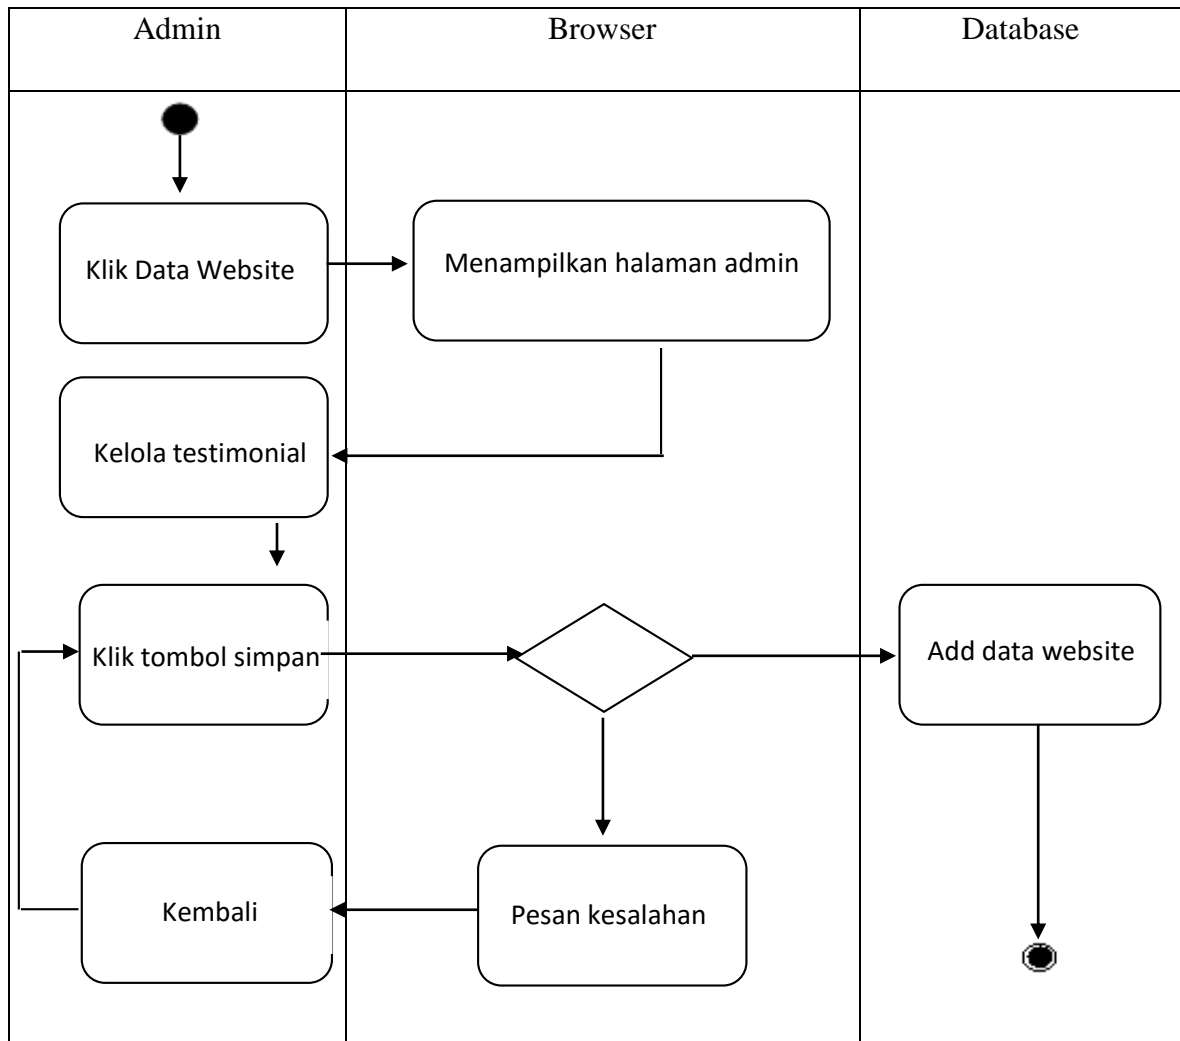 Admin
Browser
Database
Klik Data Website
Menampilkan halaman admin
Kelola testimonial
Klik tombol simpan
Add data website
Kembali
Pesan kesalahan